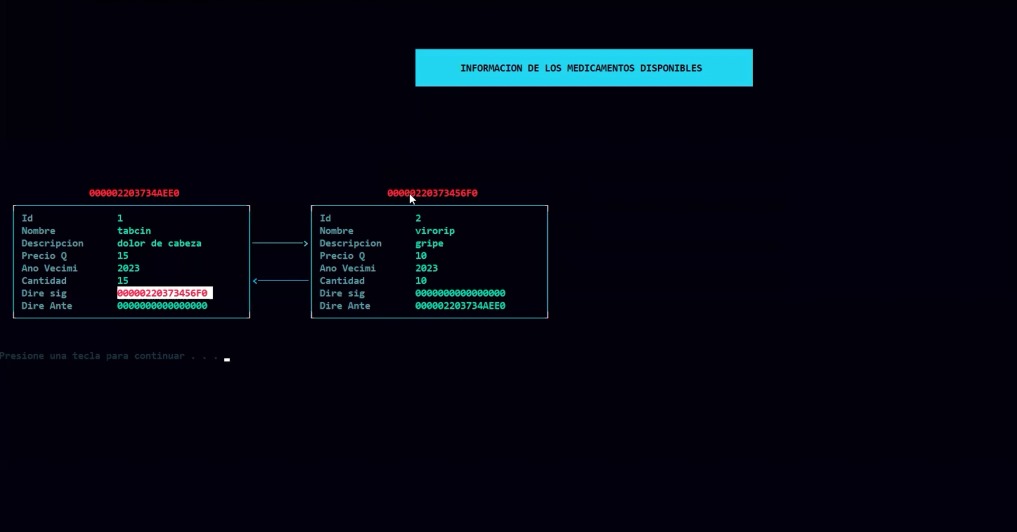 INFORMACION DE LOS MEDICAMENTOS DISPONIBLES
000002203734AEE0
00000220373456F0
Id 1
Nombre tabcin
Descripcion dolor de cabeza
Precio Q 15
Ano Vecimi 2023
Cantidad 15
Dire sig 00000220373456F0
Dire Ante 0000000000000000
Id 2
Nombre virorip
Descripcion gripe
Precio Q 10
Ano Vecimi 2023
Cantidad 10
Dire sig 0000000000000000
Dire Ante 000002203734AEE0
Presione una tecla para continuar . . .